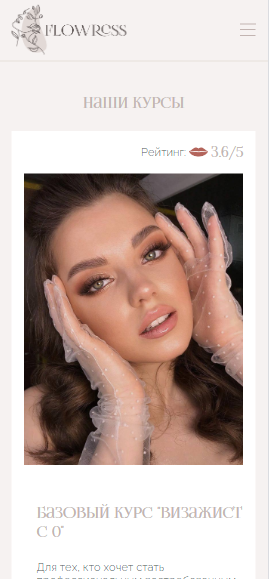 FLOWRESS
НАШИ КУРСЫ
Рейтинг: 3.6/5
БАЗОВЫЙ КУРС "ВИЗАЖИСТ
С 0"
Для тех, кто хочет стать